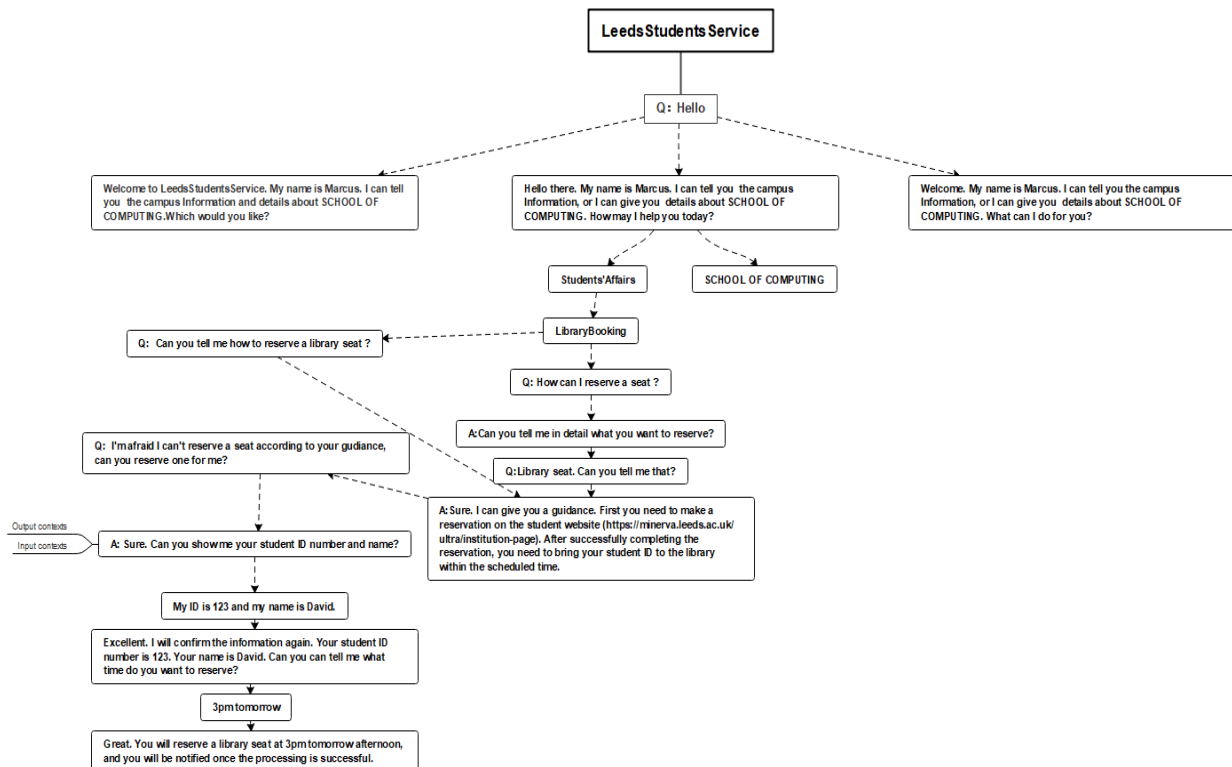 LeedsStudentsService
Q: Hello
Welcome to LeedsStudentsService. My name is Marcus. I can tell
you the campus Information and details about SCHOOL OF
COMPUTING.Which would you like?
Hello there. My name is Marcus. I can tell you the campus
Information, or I can give you details about SCHOOL OF
COMPUTING. How may I help you today?
Welcome. My name is Marcus. I can tell you the campus
Information, or I can give you details about SCHOOL OF
COMPUTING. What can I do for you?
Students'Affairs
SCHOOL OF COMPUTING
LibraryBooking
Q: Can you tell me how to reserve a library seat ?
Q: How can I reserve a seat ?
A:Can you tell me in detail what you want to reserve?
Q: I'm afraid I can't reserve a seat according to your gudiance,
can you reserve one for me?
Q:Library seat. Can you tell me that?
A: Sure. I can give you a guidance. First you need to make a
reservation on the student website (https://minerva.leeds.ac.uk/
ultra/institution-page). After successfully completing the
reservation, you need to bring your student ID to the library
within the scheduled time.
Output contexts
Input contexts
A: Sure. Can you show me your student ID number and name?
My ID is 123 and my name is David.
Excellent. I will confirm the information again. Your student ID
number is 123. Your name is David. Can you can tell me what
time do you want to reserve?
3pm tomorrow
Great. You will reserve a library seat at 3pm tomorrow afternoon,
and you will be notified once the processing is successful.